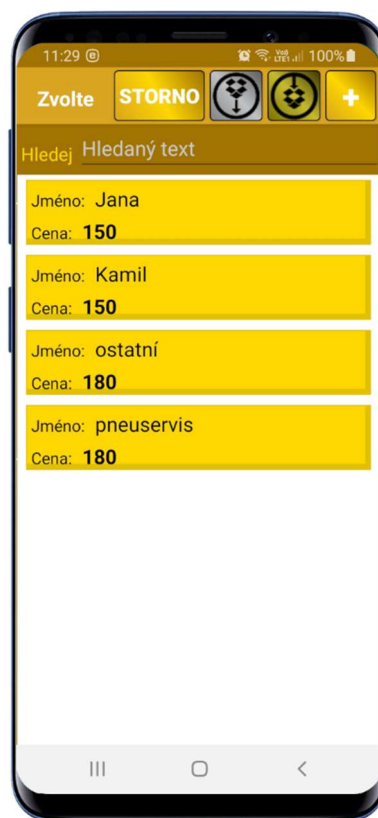 11:29 100%
Zvolte STORNO +
Hledej Hledaný text
Jméno: Jana
Cena: 150
Jméno: Kamil
Cena: 150
Jméno: ostatní
Cena: 180
Jméno: pneuservis
Cena: 180